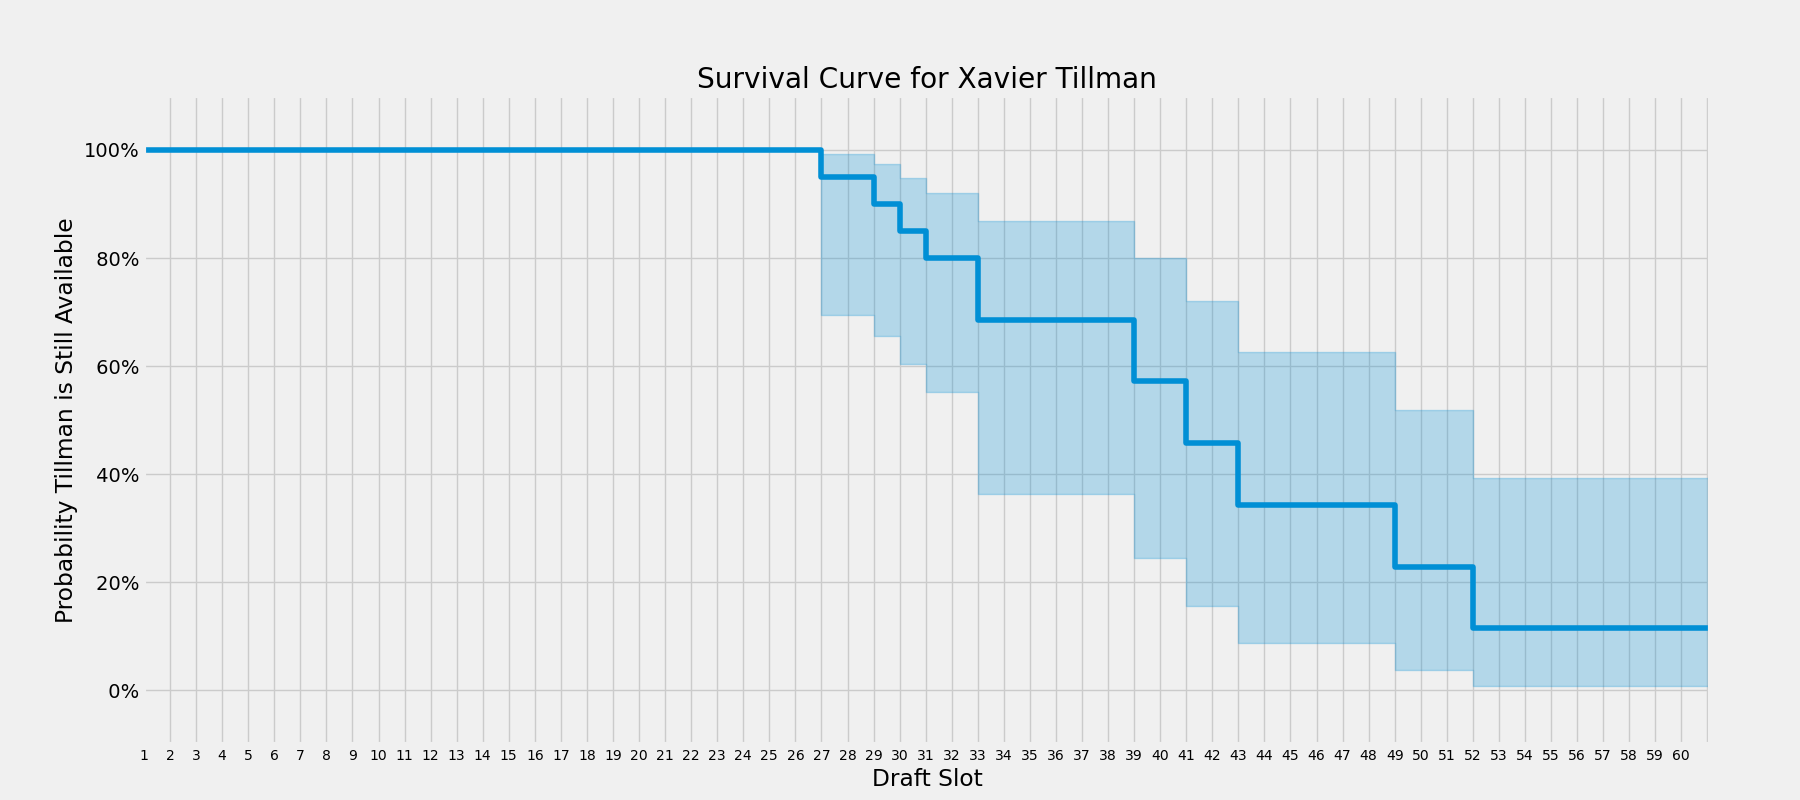 Survival Curve for Xavier Tillman
Probability Tillman is Still Available
100%
80%
60%
40%
20%
0%
1 2 3 4 5 6 7 8 9 10 11 12 13 14 15 16 17 18 19 20 21 22 23 24 25 26 27 28 29 30 31 32 33 34 35 36 37 38 39 40 41 42 43 44 45 46 47 48 49 50 51 52 53 54 55 56 57 58 59 60
Draft Slot